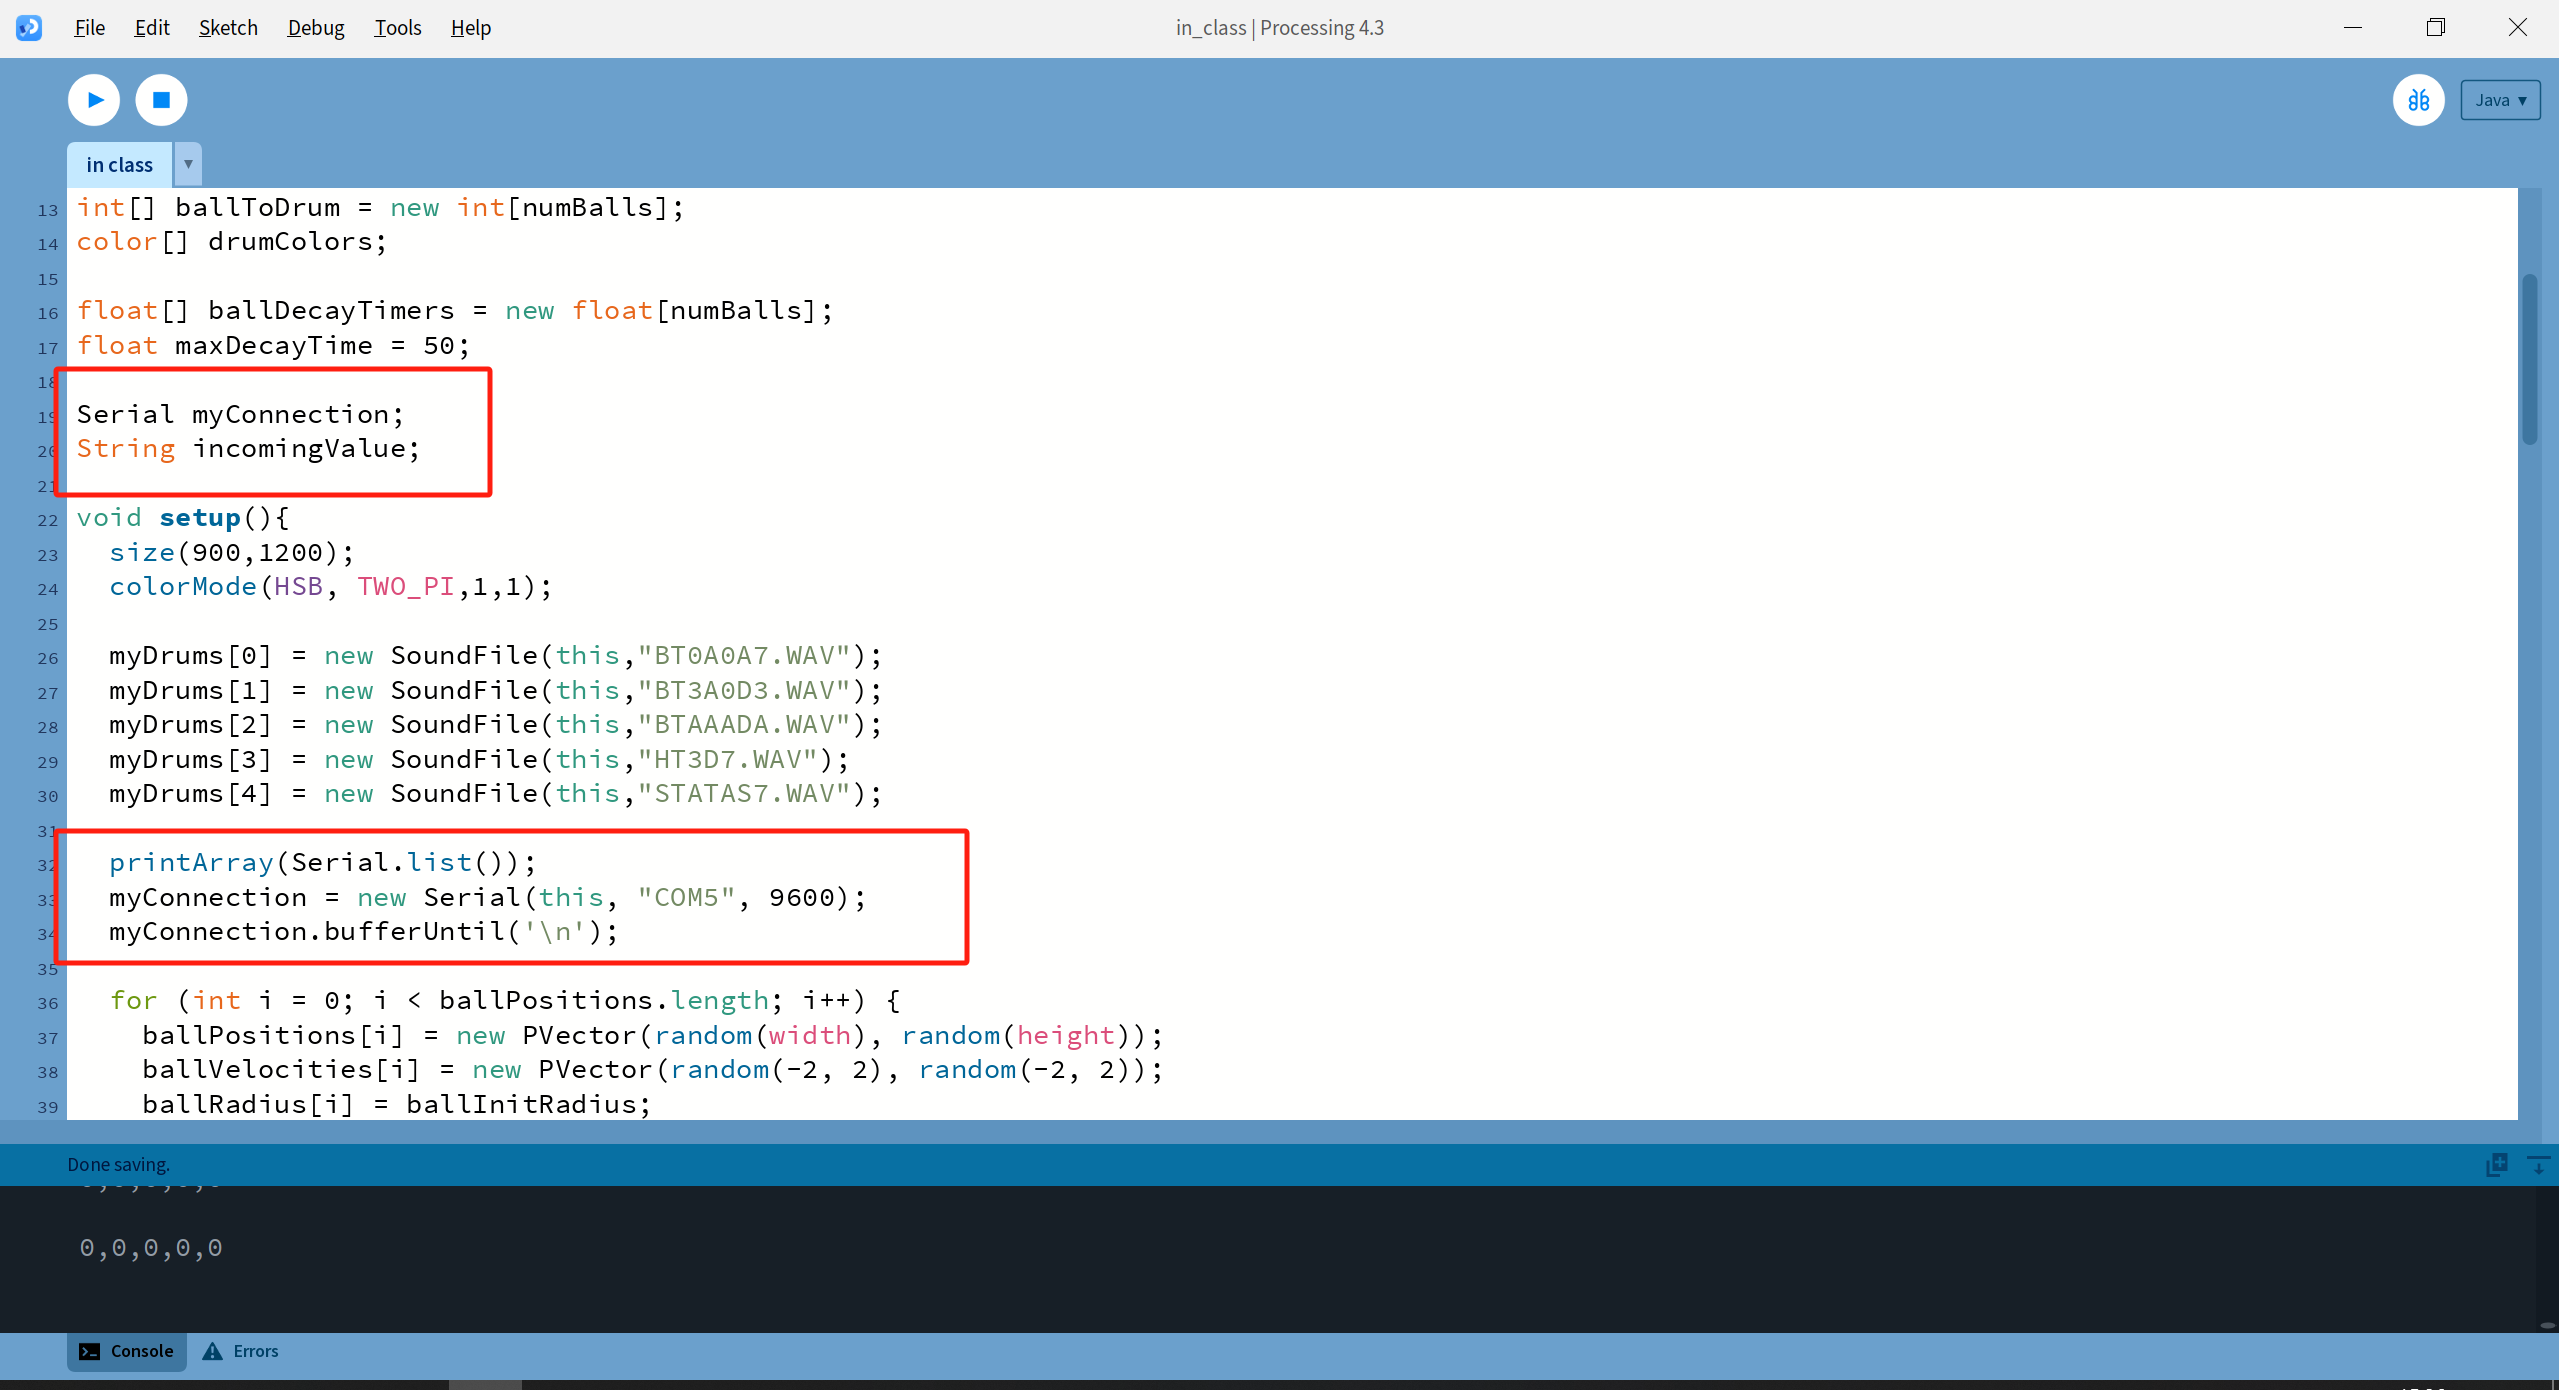 File Edit Sketch Debug Tools Help
in_class | Processing 4.3
Java ▾
in class ▾
13 int[] ballToDrum = new int[numBalls];
14 color[] drumColors;
15
16 float[] ballDecayTimers = new float[numBalls];
17 float maxDecayTime = 50;
18
19 Serial myConnection;
20 String incomingValue;
21
22 void setup(){
23 size(900,1200);
24 colorMode(HSB, TWO_PI,1,1);
25
26 myDrums[0] = new SoundFile(this,"BT0A0A7.WAV");
27 myDrums[1] = new SoundFile(this,"BT3A0D3.WAV");
28 myDrums[2] = new SoundFile(this,"BTAAADA.WAV");
29 myDrums[3] = new SoundFile(this,"HT3D7.WAV");
30 myDrums[4] = new SoundFile(this,"STATAS7.WAV");
31
32 printArray(Serial.list());
33 myConnection = new Serial(this, "COM5", 9600);
34 myConnection.bufferUntil('\n');
35
36 for (int i = 0; i < ballPositions.length; i++) {
37 ballPositions[i] = new PVector(random(width), random(height));
38 ballVelocities[i] = new PVector(random(-2, 2), random(-2, 2));
39 ballRadius[i] = ballInitRadius;
Done saving.
0,0,0,0,0
Console Errors